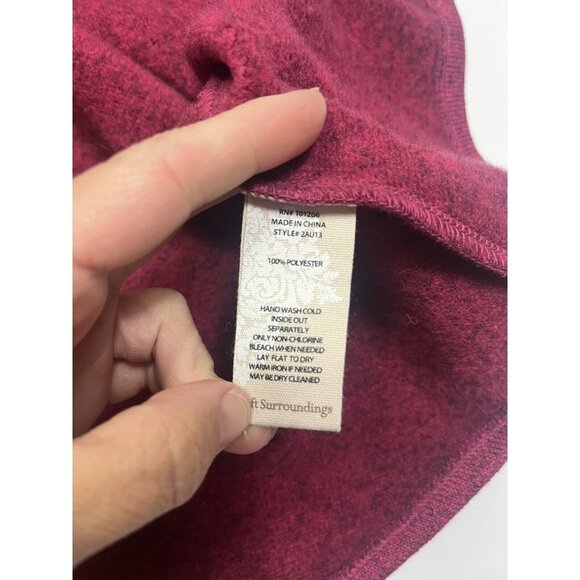 RN# 101206
MADE IN CHINA
STYLE# 2AU13
100% POLYESTER
HAND WASH COLD
INSIDE OUT
SEPARATELY
ONLY NON-CHLORINE
BLEACH WHEN NEEDED
LAY FLAT TO DRY
WARM IRON IF NEEDED
MAY BE DRY CLEANED
ft Surroundings